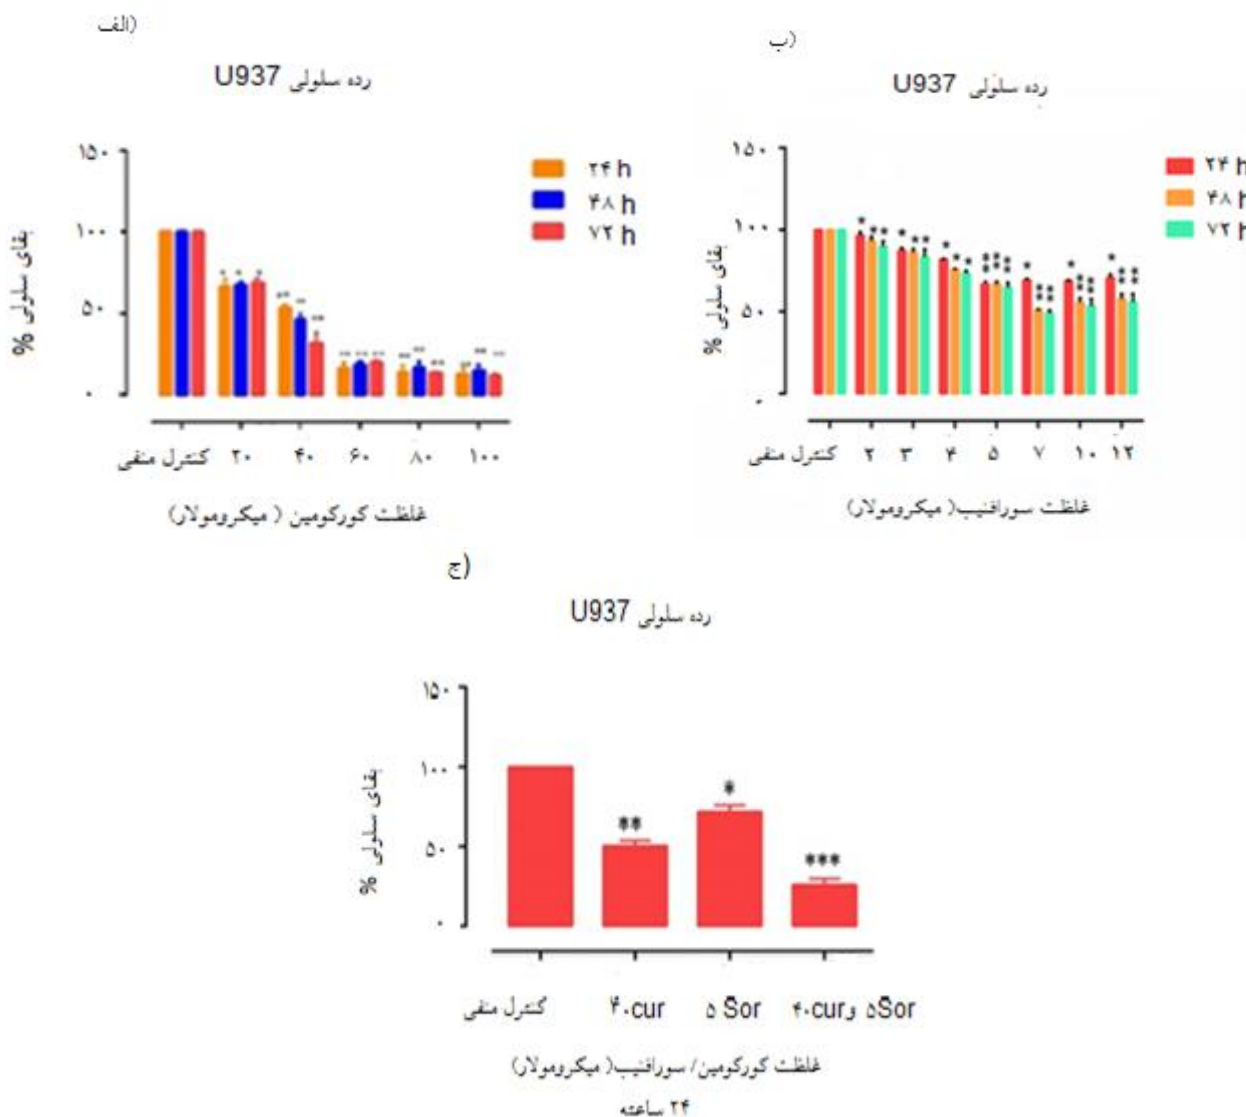 الف)
رده سلولی U937
۱۵۰
۱۰۰
۵۰
۰
بقای سلولی %
۲۴ h
۴۸ h
۷۲ h
* * *
** ** **
** ** **
** ** **
** ** **
کنترل منفی ۲۰ ۴۰ ۶۰ ۸۰ ۱۰۰
غلظت کورکومین ( میکرومولار)
ب)
رده سلولی U937
۱۵۰
۱۰۰
۵۰
۰
بقای سلولی %
۲۴ h
۴۸ h
۷۲ h
کنترل منفی ۲ ۳ ۴ ۵ ۷ ۱۰ ۱۲
غلظت سورافنیب( میکرومولار)
ج)
رده سلولی U937
۱۵۰
۱۰۰
۵۰
۰
بقای سلولی %
** * ***
کنترل منفی ۴۰cur ۵ Sor ۴۰cur و ۵Sor
غلظت کورکومین/ سورافنیب( میکرومولار)
۲۴ ساعته